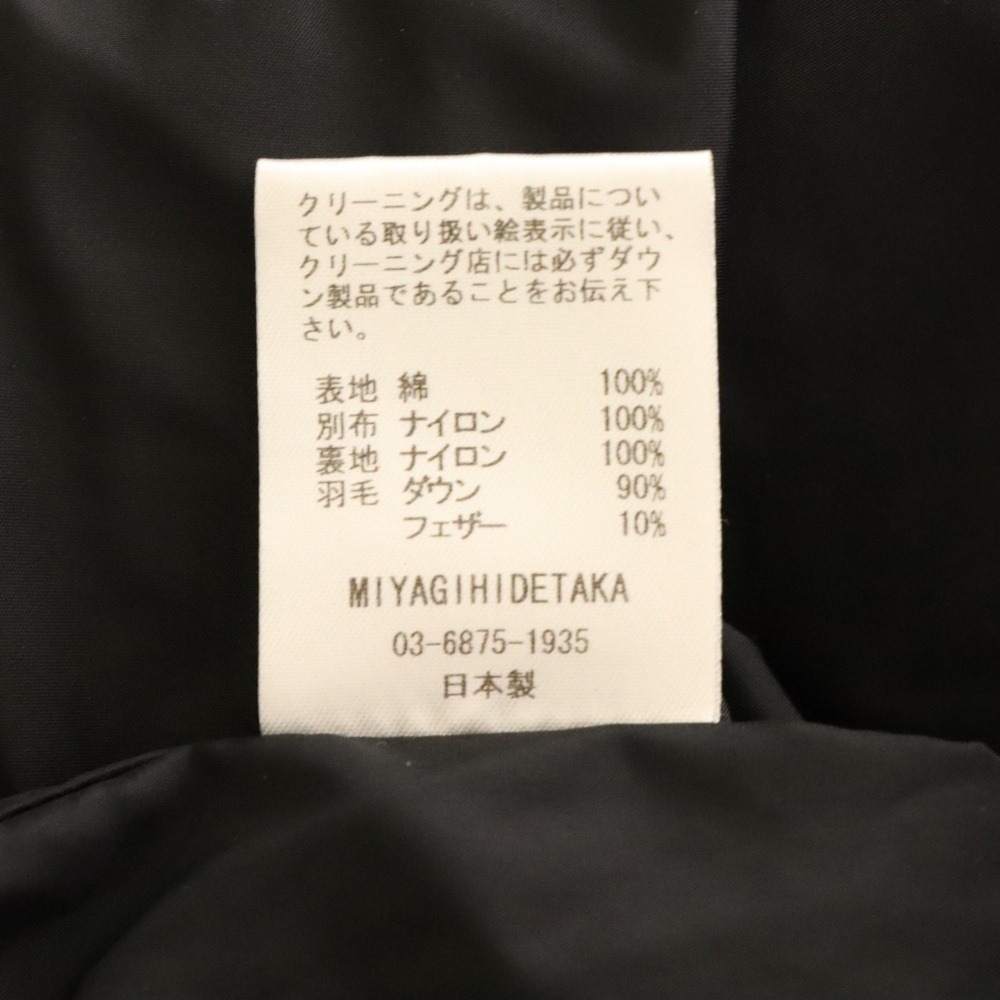 クリーニングは、製品につい
ている取り扱い絵表示に従い、
クリーニング店には必ずダウ
ン製品であることをお伝え下
さい。
表地 綿 100%
別布 ナイロン 100%
裏地 ナイロン 100%
羽毛 ダウン 90%
フェザー 10%
MIYAGIHIDETAKA
03-6875-1935
日本製